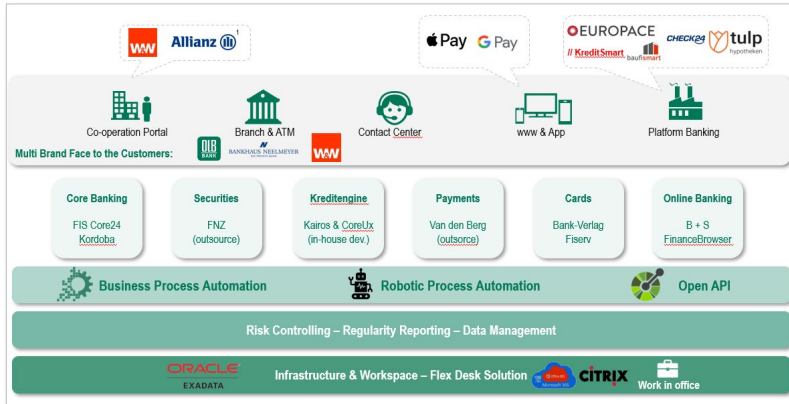 W&W
Allianz 1
Pay
G Pay
EUROPACE
// KreditSmart
baufismart
CHECK24
tulp
hypotheken
Co-operation Portal
Branch & ATM
Contact Center
www & App
Platform Banking
Multi Brand Face to the Customers:
OLB
BANK
BANKHAUS NEELMEYER
W&W
Core Banking
FIS Core24
Kordoba
Securities
FNZ
(outsource)
Kreditengine
Kairos & CoreUx
(in-house dev.)
Payments
Van den Berg
(outsorce)
Cards
Bank-Verlag
Fiserv
Online Banking
B + S
FinanceBrowser
Business Process Automation
Robotic Process Automation
Open API
Risk Controlling – Regularity Reporting – Data Management
ORACLE
EXADATA
Infrastructure & Workspace – Flex Desk Solution
Microsoft 365
CITRIX
Work in office